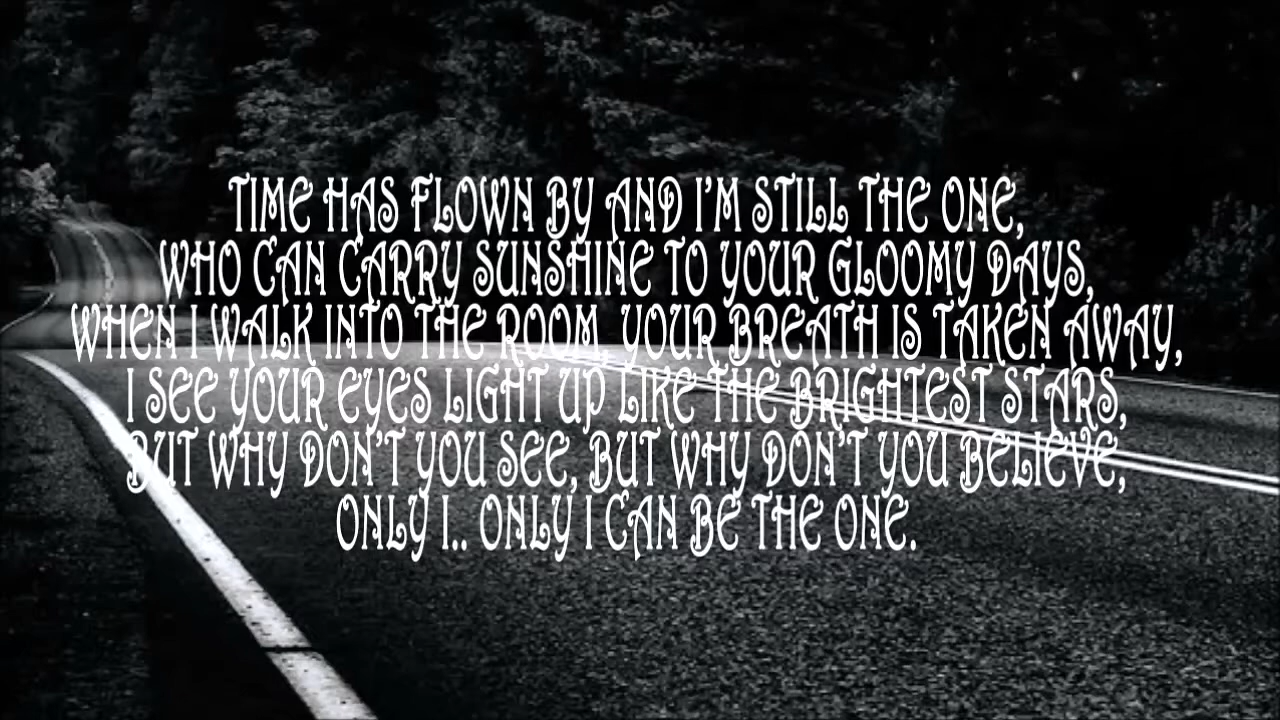 TIME HAS FLOWN BY AND I'M STILL THE ONE,
WHO CAN CARRY SUNSHINE TO YOUR GLOOMY DAYS,
WHEN I WALK INTO THE ROOM, YOUR BREATH IS TAKEN AWAY,
I SEE YOUR EYES LIGHT UP LIKE THE BRIGHTEST STARS,
BUT WHY DON'T YOU SEE, BUT WHY DON'T YOU BELIEVE,
ONLY I.. ONLY I CAN BE THE ONE.